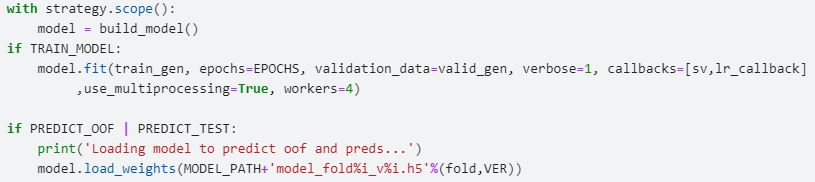 with strategy.scope():
    model = build_model()
if TRAIN_MODEL:
    model.fit(train_gen, epochs=EPOCHS, validation_data=valid_gen, verbose=1, callbacks=[sv,lr_callback]
         ,use_multiprocessing=True, workers=4)

if PREDICT_OOF | PREDICT_TEST:
    print('Loading model to predict oof and preds...')
    model.load_weights(MODEL_PATH+'model_fold%i_v%i.h5'%(fold,VER))